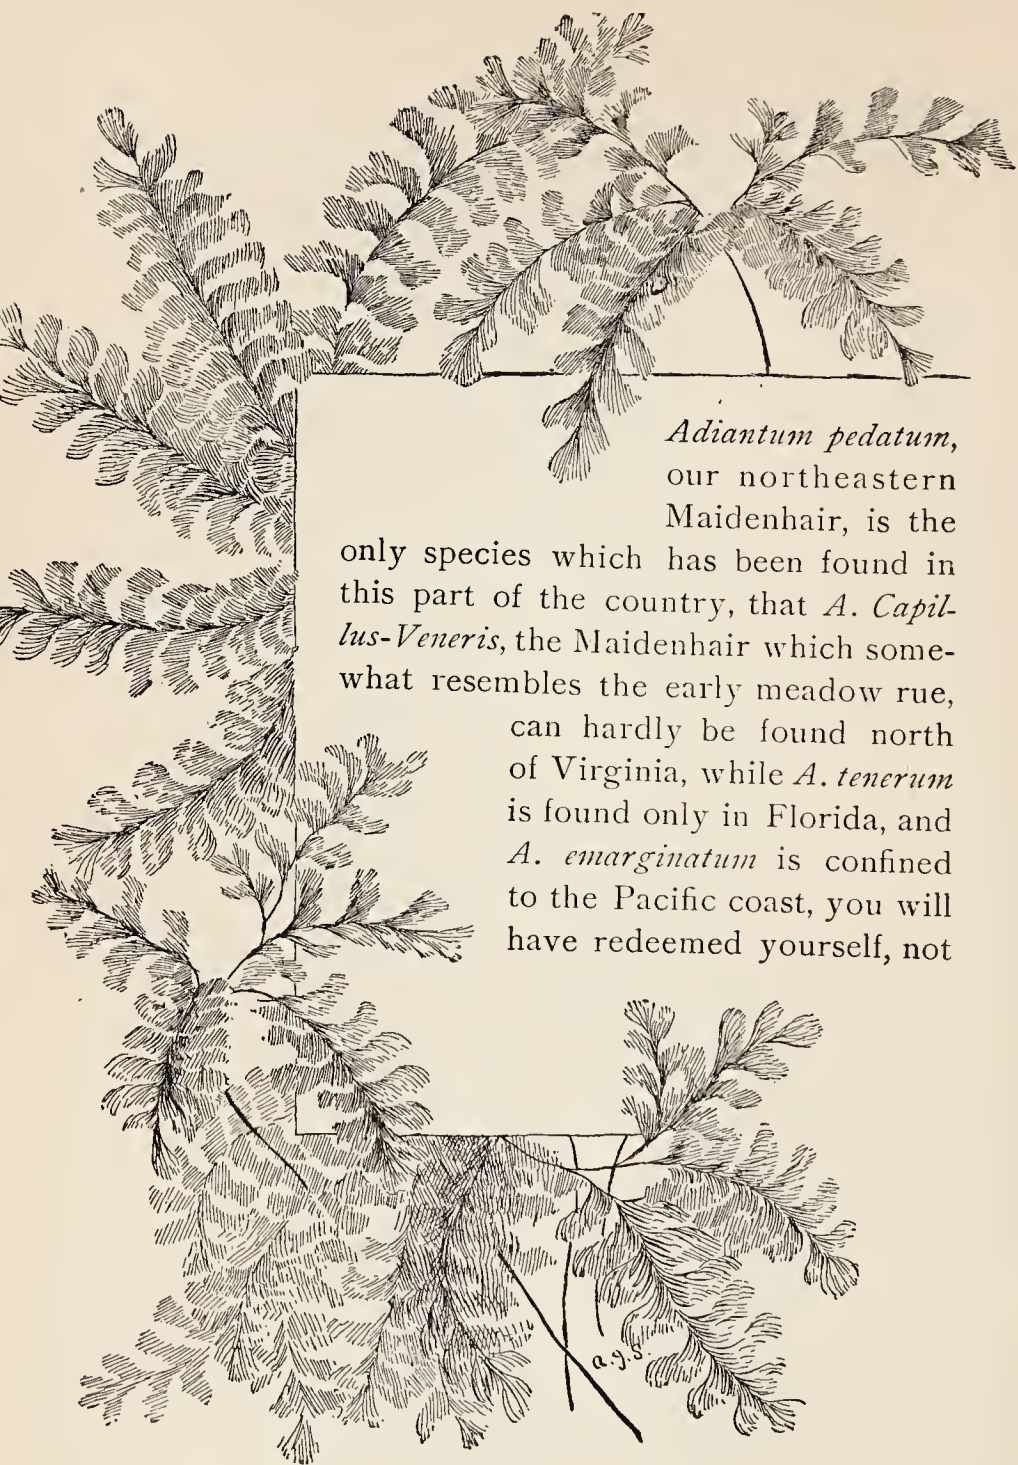 Adiantum pedatum,
our northeastern
Maidenhair, is the
only species which has been found in
this part of the country, that A. Capil-
lus-Veneris, the Maidenhair which some-
what resembles the early meadow rue,
can hardly be found north
of Virginia, while A. tenerum
is found only in Florida, and
A. emarginatum is confined
to the Pacific coast, you will
have redeemed yourself, not
a.g.s.